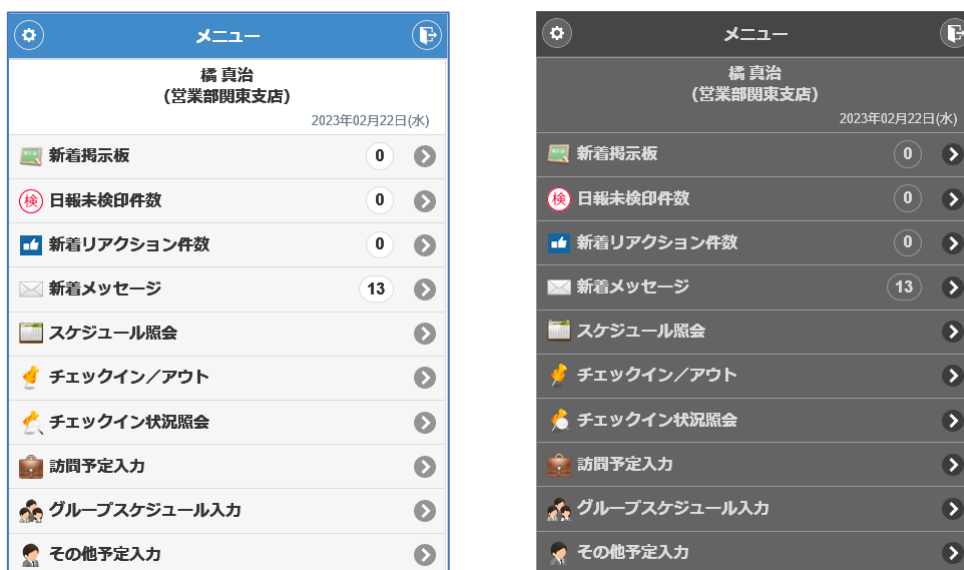 メニュー
橘 真治
(営業部関東支店)
2023年02月22日(水)
新着掲示板 0
検 日報未検印件数 0
新着リアクション件数 0
新着メッセージ 13
スケジュール照会
チェックイン／アウト
チェックイン状況照会
訪問予定入力
グループスケジュール入力
その他予定入力
メニュー
橘 真治
(営業部関東支店)
2023年02月22日(水)
新着掲示板 0
検 日報未検印件数 0
新着リアクション件数 0
新着メッセージ 13
スケジュール照会
チェックイン／アウト
チェックイン状況照会
訪問予定入力
グループスケジュール入力
その他予定入力